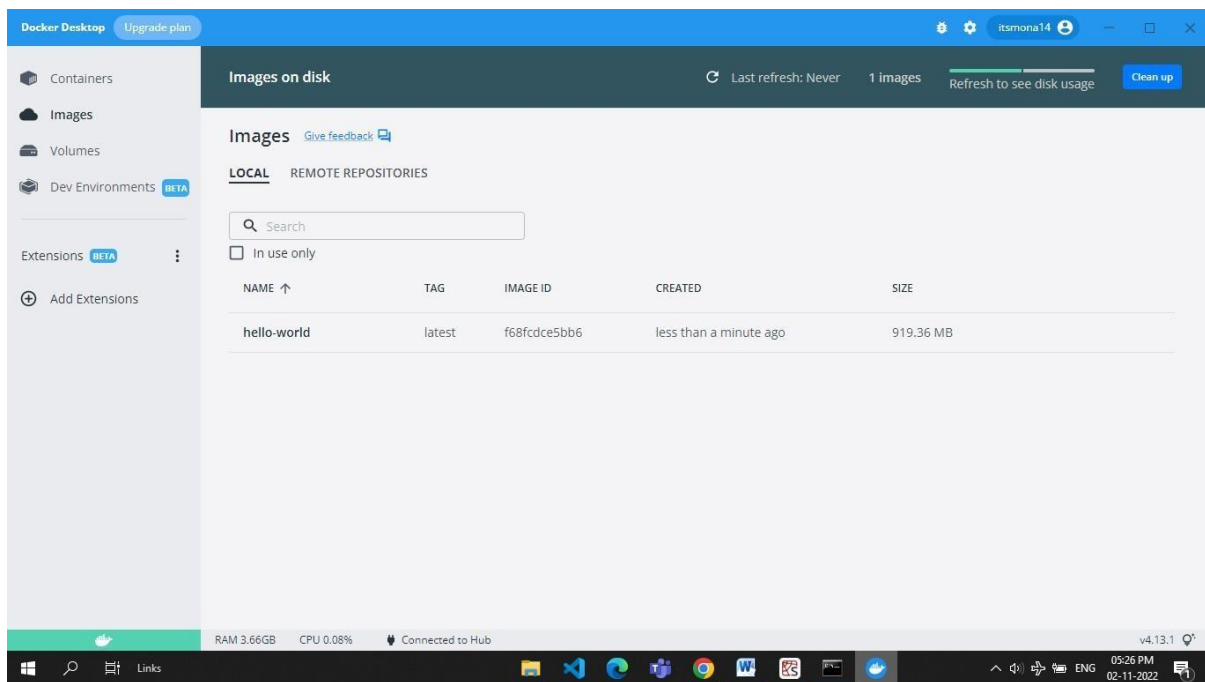 Docker Desktop Upgrade plan itsmona14
Containers
Images
Volumes
Dev Environments BETA
Extensions BETA
Add Extensions
Images on disk Last refresh: Never 1 images Refresh to see disk usage Clean up
Images Give feedback
LOCAL REMOTE REPOSITORIES
Search
In use only
NAME TAG IMAGE ID CREATED SIZE
hello-world latest f68fcdce5bb6 less than a minute ago 919.36 MB
RAM 3.66GB CPU 0.08% Connected to Hub v4.13.1
Links ENG 05:26 PM
02-11-2022